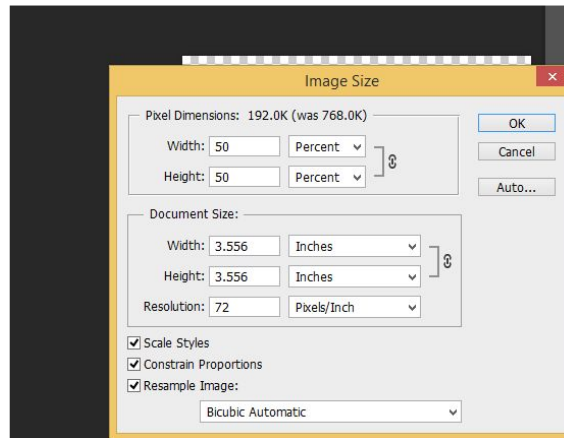 Image Size
Pixel Dimensions: 192.0K (was 768.0K)
OK
Width: 50 Percent
Cancel
Height: 50 Percent
Auto...
Document Size:
Width: 3.556 Inches
Height: 3.556 Inches
Resolution: 72 Pixels/Inch
Scale Styles
Constrain Proportions
Resample Image:
Bicubic Automatic